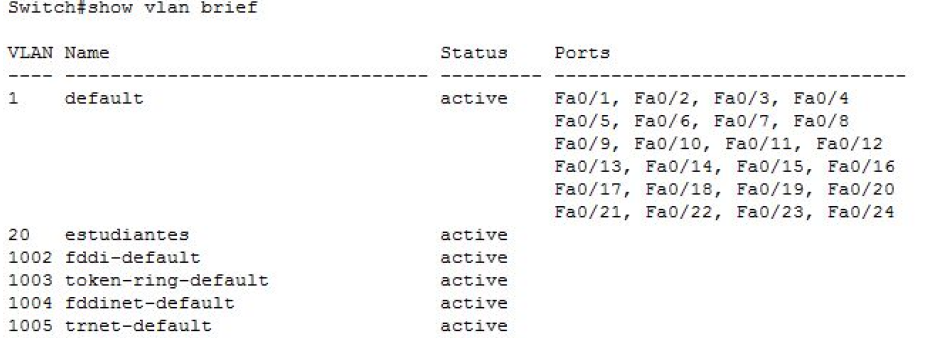 Switch#show vlan brief
VLAN Name Status Ports
---- -------------------------------- --------- -------------------------------
1 default active Fa0/1, Fa0/2, Fa0/3, Fa0/4
Fa0/5, Fa0/6, Fa0/7, Fa0/8
Fa0/9, Fa0/10, Fa0/11, Fa0/12
Fa0/13, Fa0/14, Fa0/15, Fa0/16
Fa0/17, Fa0/18, Fa0/19, Fa0/20
Fa0/21, Fa0/22, Fa0/23, Fa0/24
20 estudiantes active
1002 fddi-default active
1003 token-ring-default active
1004 fddinet-default active
1005 trnet-default active